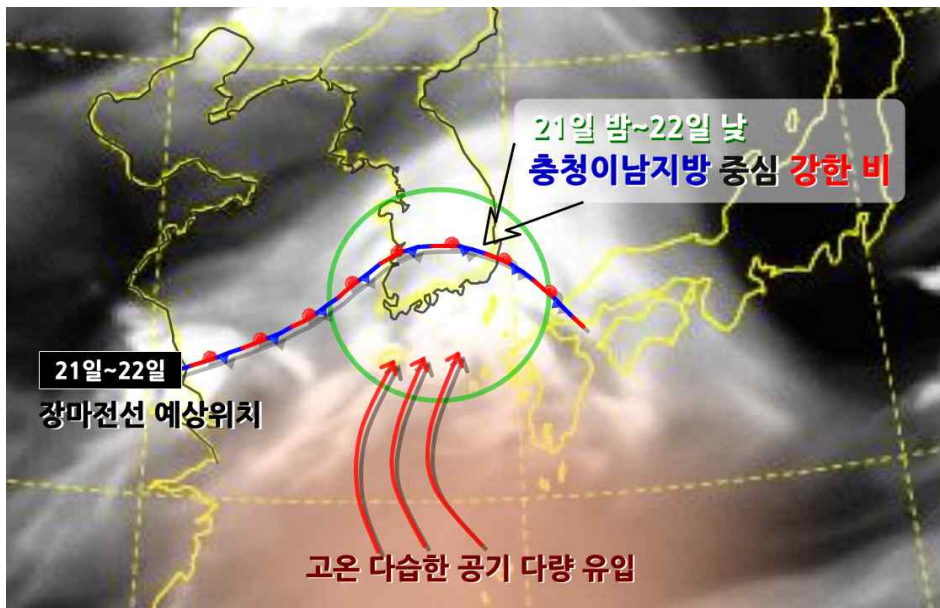 21일 밤~22일 낮
충청이남지방 중심 강한 비
21일~22일
장마전선 예상위치
고온 다습한 공기 다량 유입